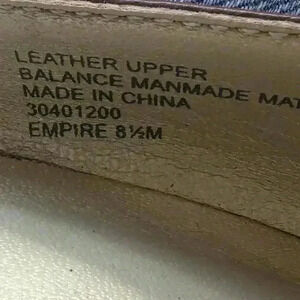 LEATHER UPPER
BALANCE MANMADE MAT
MADE IN CHINA
30401200
EMPIRE 8½M